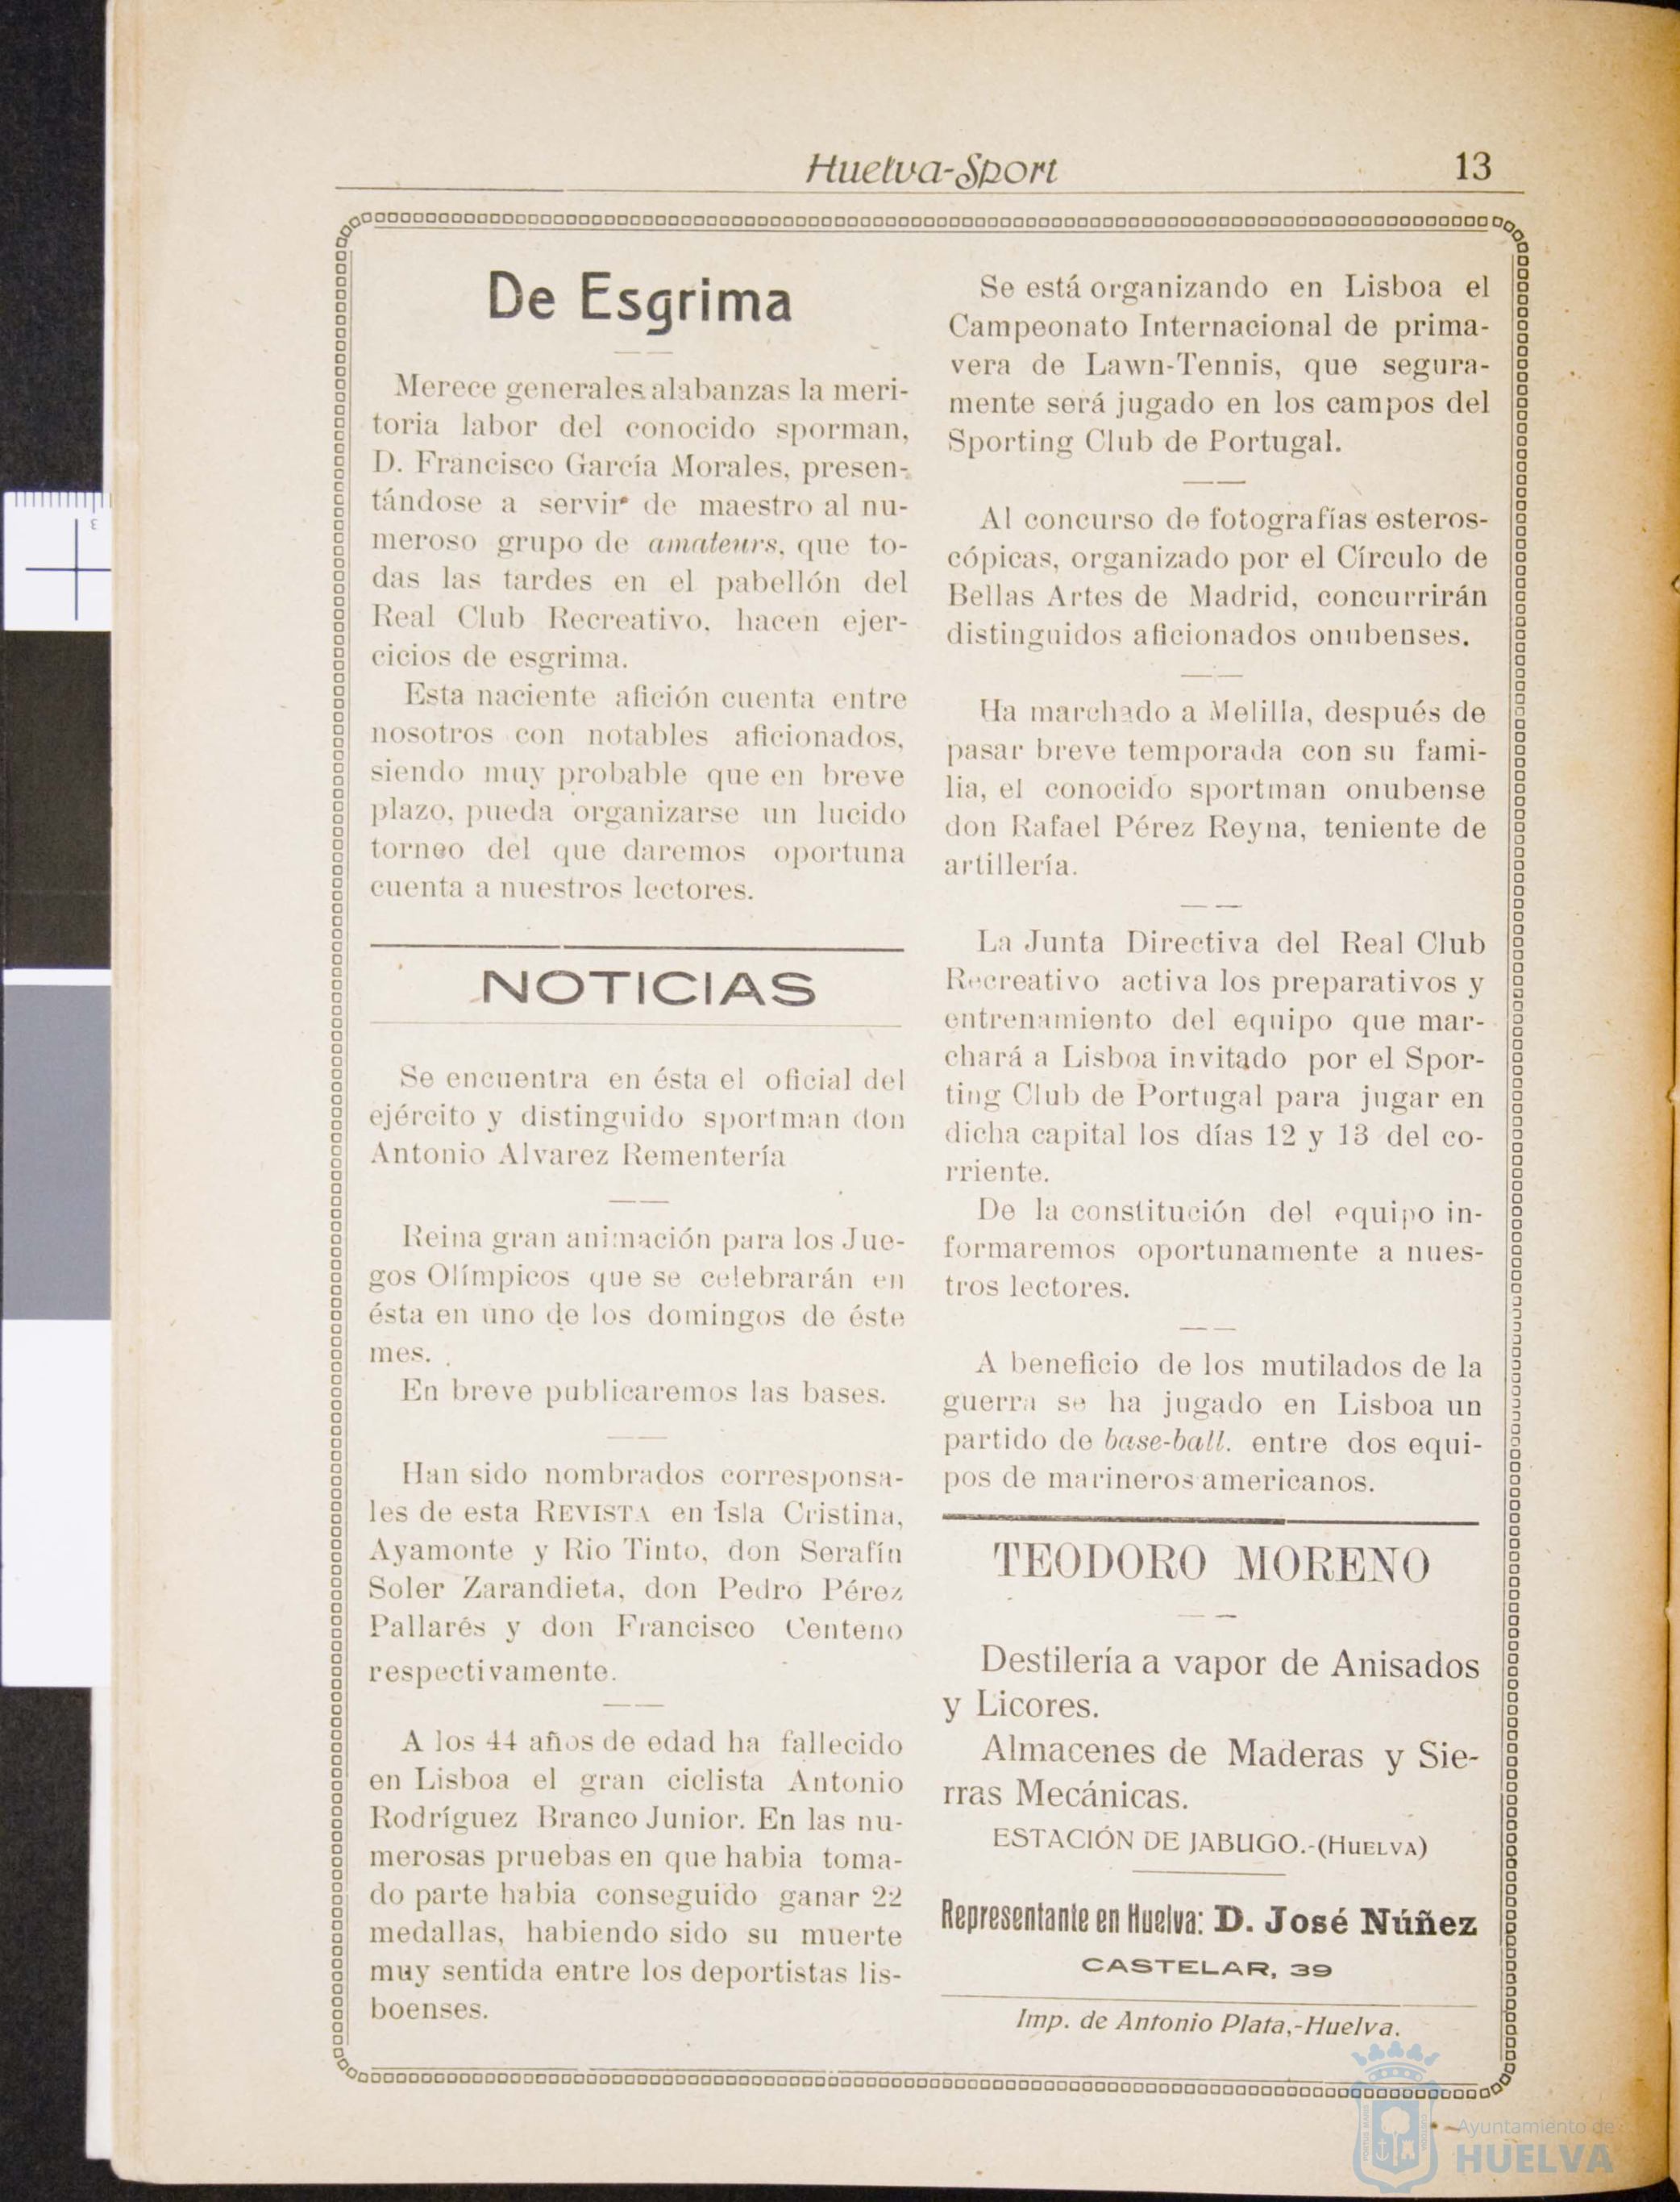 Huelva-Sport
13
De Esgrima
Merece generales alabanzas la meri-
toria labor del conocido sporman,
D. Francisco García Morales, presen-
tándose a servir de maestro al nu-
meroso grupo de amateurs, que to-
das las tardes en el pabellón del
Real Club Recreativo, hacen ejer-
cicios de esgrima.
Esta naciente afición cuenta entre
nosotros con notables aficionados,
siendo muy probable que en breve
plazo, pueda organizarse un lucido
torneo del que daremos oportuna
cuenta a nuestros lectores.
NOTICIAS
Se encuentra en ésta el oficial del
ejército y distinguido sportman don
Antonio Alvarez Rementería
Reina gran animación para los Jue-
gos Olímpicos que se celebrarán en
ésta en uno de los domingos de éste
mes.
En breve publicaremos las bases.
Han sido nombrados corresponsa-
les de esta REVISTA en Isla Cristina,
Ayamonte y Rio Tinto, don Serafín
Soler Zarandieta, don Pedro Pérez
Pallarés y don Francisco Centeno
respectivamente.
A los 44 años de edad ha fallecido
en Lisboa el gran ciclista Antonio
Rodríguez Branco Junior. En las nu-
merosas pruebas en que habia toma-
do parte habia conseguido ganar 22
medallas, habiendo sido su muerte
muy sentida entre los deportistas lis-
boenses.
Se está organizando en Lisboa el
Campeonato Internacional de prima-
vera de Lawn-Tennis, que segura-
mente será jugado en los campos del
Sporting Club de Portugal.
Al concurso de fotografías esteros-
cópicas, organizado por el Círculo de
Bellas Artes de Madrid, concurrirán
distinguidos aficionados onubenses.
Ha marchado a Melilla, después de
pasar breve temporada con su fami-
lia, el conocido sportman onubense
don Rafael Pérez Reyna, teniente de
artillería.
La Junta Directiva del Real Club
Recreativo activa los preparativos y
entrenamiento del equipo que mar-
chará a Lisboa invitado por el Spor-
ting Club de Portugal para jugar en
dicha capital los días 12 y 13 del co-
rriente.
De la constitución del equipo in-
formaremos oportunamente a nues-
tros lectores.
A beneficio de los mutilados de la
guerra se ha jugado en Lisboa un
partido de base-ball. entre dos equi-
pos de marineros americanos.
TEODORO MORENO
Destilería a vapor de Anisados
y Licores.
Almacenes de Maderas y Sie-
rras Mecánicas.
ESTACIÓN DE JABUGO.-(HUELVA)
Representante en Huelva: D. José Núñez
CASTELAR, 39
Imp. de Antonio Plata,-Huelva.
Ayuntamiento de
HUELVA